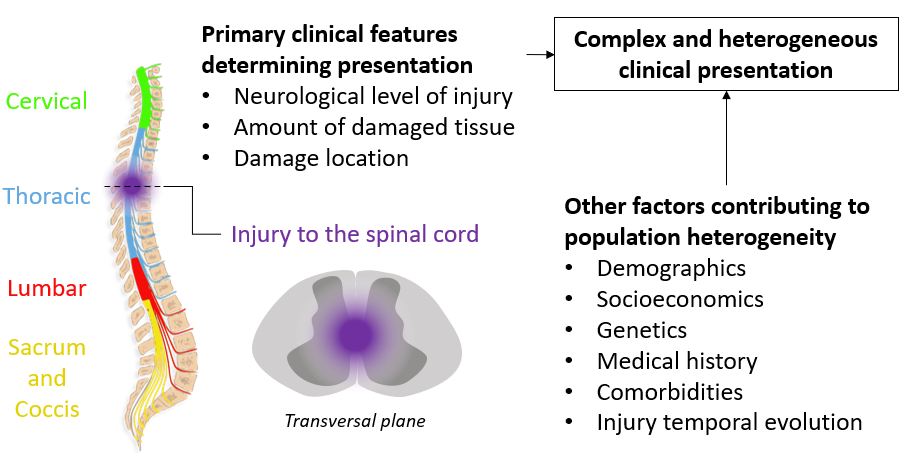 Primary clinical features
determining presentation
• Neurological level of injury
• Amount of damaged tissue
• Damage location
Complex and heterogeneous
clinical presentation
Cervical
Thoracic
Lumbar
Sacrum
and
Coccis
Injury to the spinal cord
Transversal plane
Other factors contributing to
population heterogeneity
• Demographics
• Socioeconomics
• Genetics
• Medical history
• Comorbidities
• Injury temporal evolution